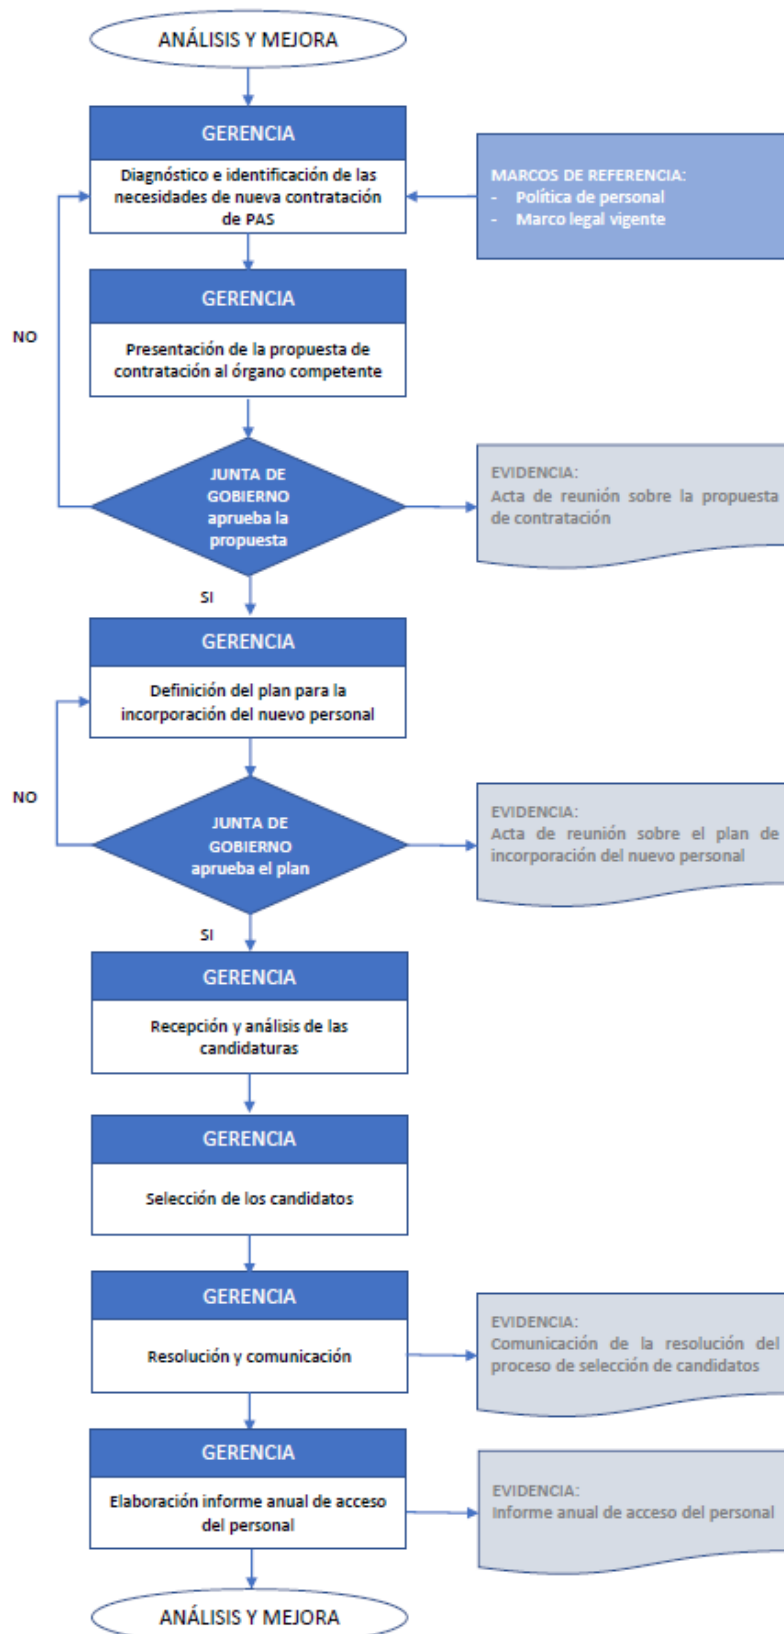 ANÁLISIS Y MEJORA
GERENCIA
Diagnóstico e identificación de las
necesidades de nueva contratación
de PAS
MARCOS DE REFERENCIA:
- Política de personal
- Marco legal vigente
GERENCIA
Presentación de la propuesta de
contratación al órgano competente
NO
JUNTA DE
GOBIERNO
aprueba la
propuesta
EVIDENCIA:
Acta de reunión sobre la propuesta
de contratación
SI
GERENCIA
Definición del plan para la
incorporación del nuevo personal
NO
JUNTA DE
GOBIERNO
aprueba el plan
EVIDENCIA:
Acta de reunión sobre el plan de
incorporación del nuevo personal
SI
GERENCIA
Recepción y análisis de las
candidaturas
GERENCIA
Selección de los candidatos
GERENCIA
Resolución y comunicación
EVIDENCIA:
Comunicación de la resolución del
proceso de selección de candidatos
GERENCIA
Elaboración informe anual de acceso
del personal
EVIDENCIA:
Informe anual de acceso del personal
ANÁLISIS Y MEJORA